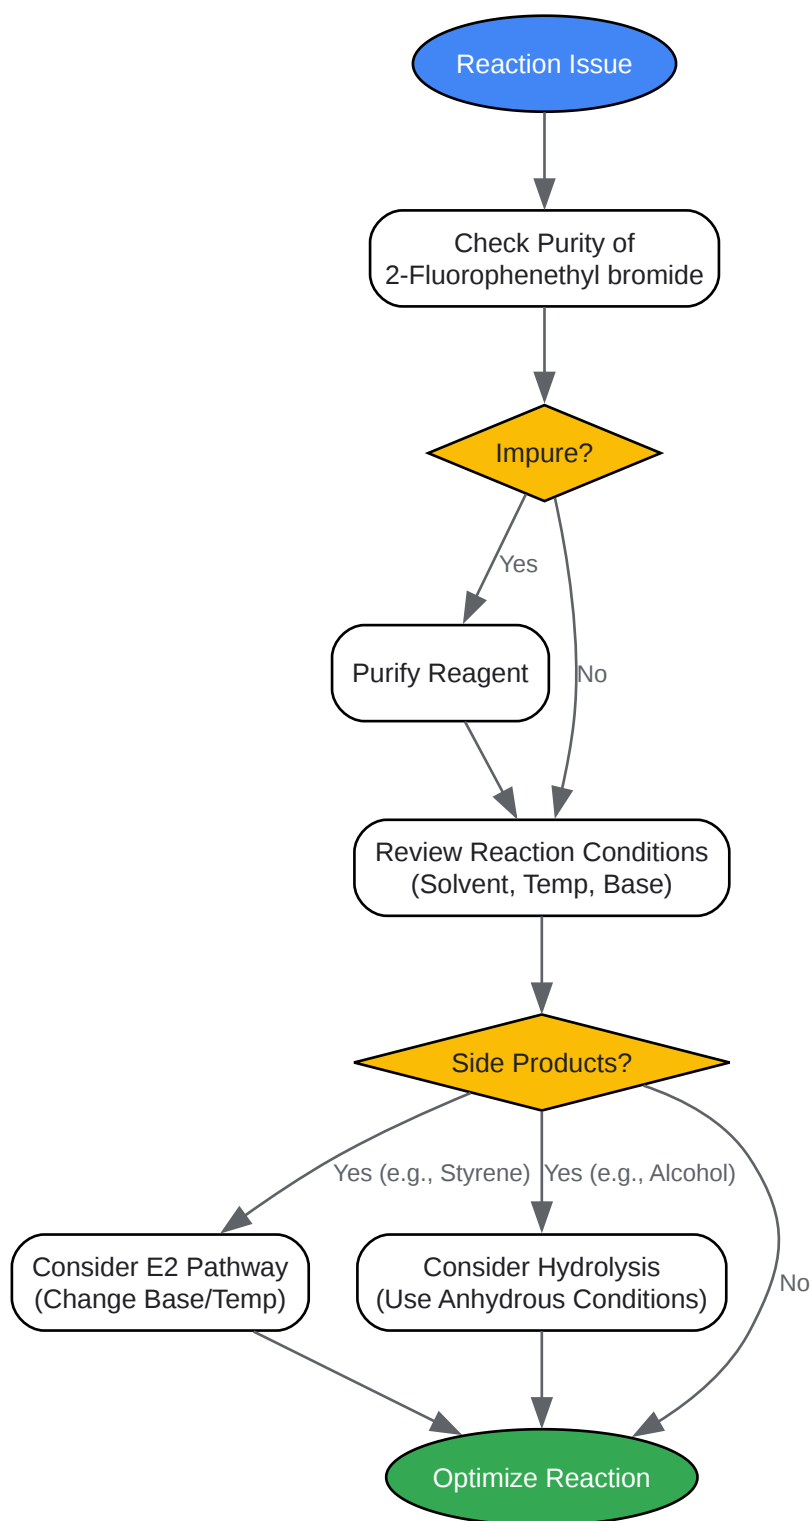 Reaction Issue
Check Purity of
2-Fluorophenethyl bromide
Impure?
Yes
Purify Reagent
No
Review Reaction Conditions
(Solvent, Temp, Base)
Side Products?
Yes (e.g., Styrene)
Yes (e.g., Alcohol)
Consider E2 Pathway
(Change Base/Temp)
Consider Hydrolysis
(Use Anhydrous Conditions)
No
Optimize Reaction